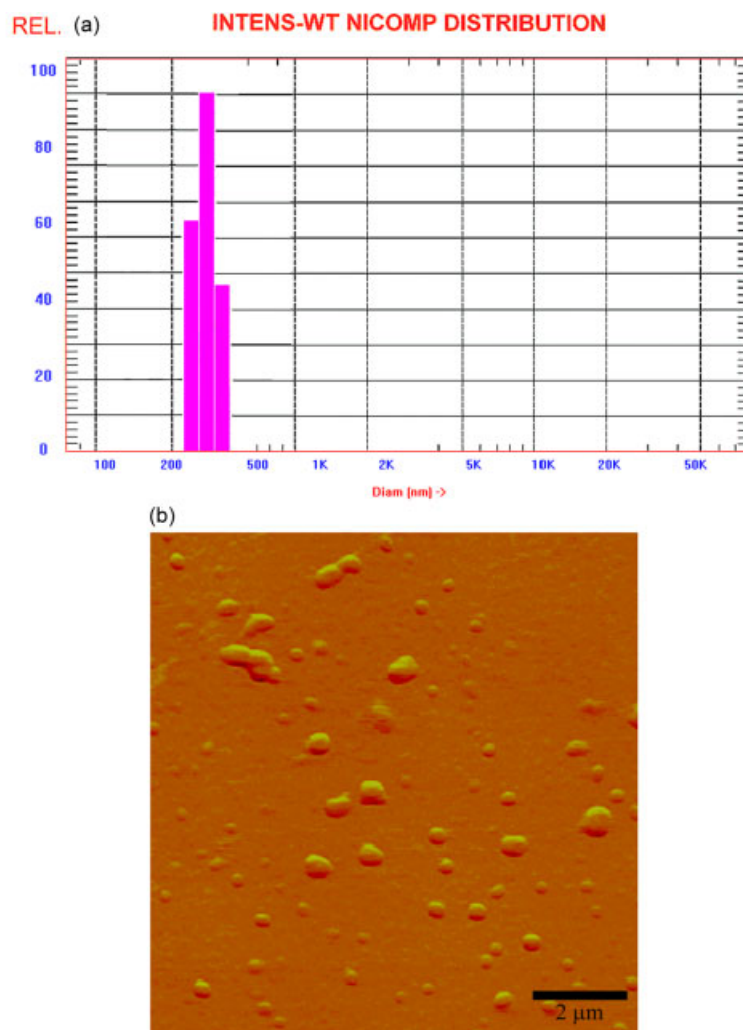 REL. (a) INTENS-WT NICOMP DISTRIBUTION
100
80
60
40
20
0
100 200 500 1K 2K 5K 10K 20K 50K
Diam [nm] ->
(b)
2 μm